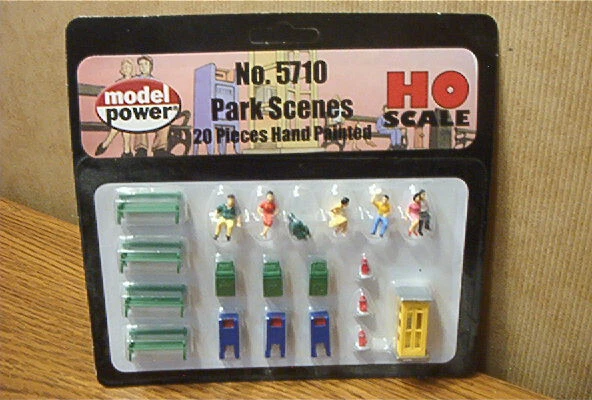 No. 5710
model
power®
Park Scenes
20 Pieces Hand Painted
HO
SCALE